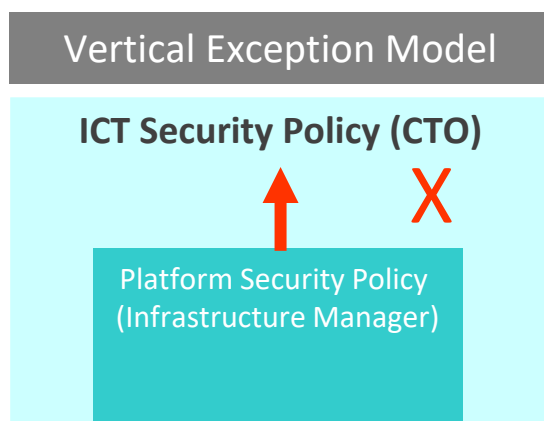 Vertical Exception Model
ICT Security Policy (CTO)
X
Platform Security Policy
(Infrastructure Manager)